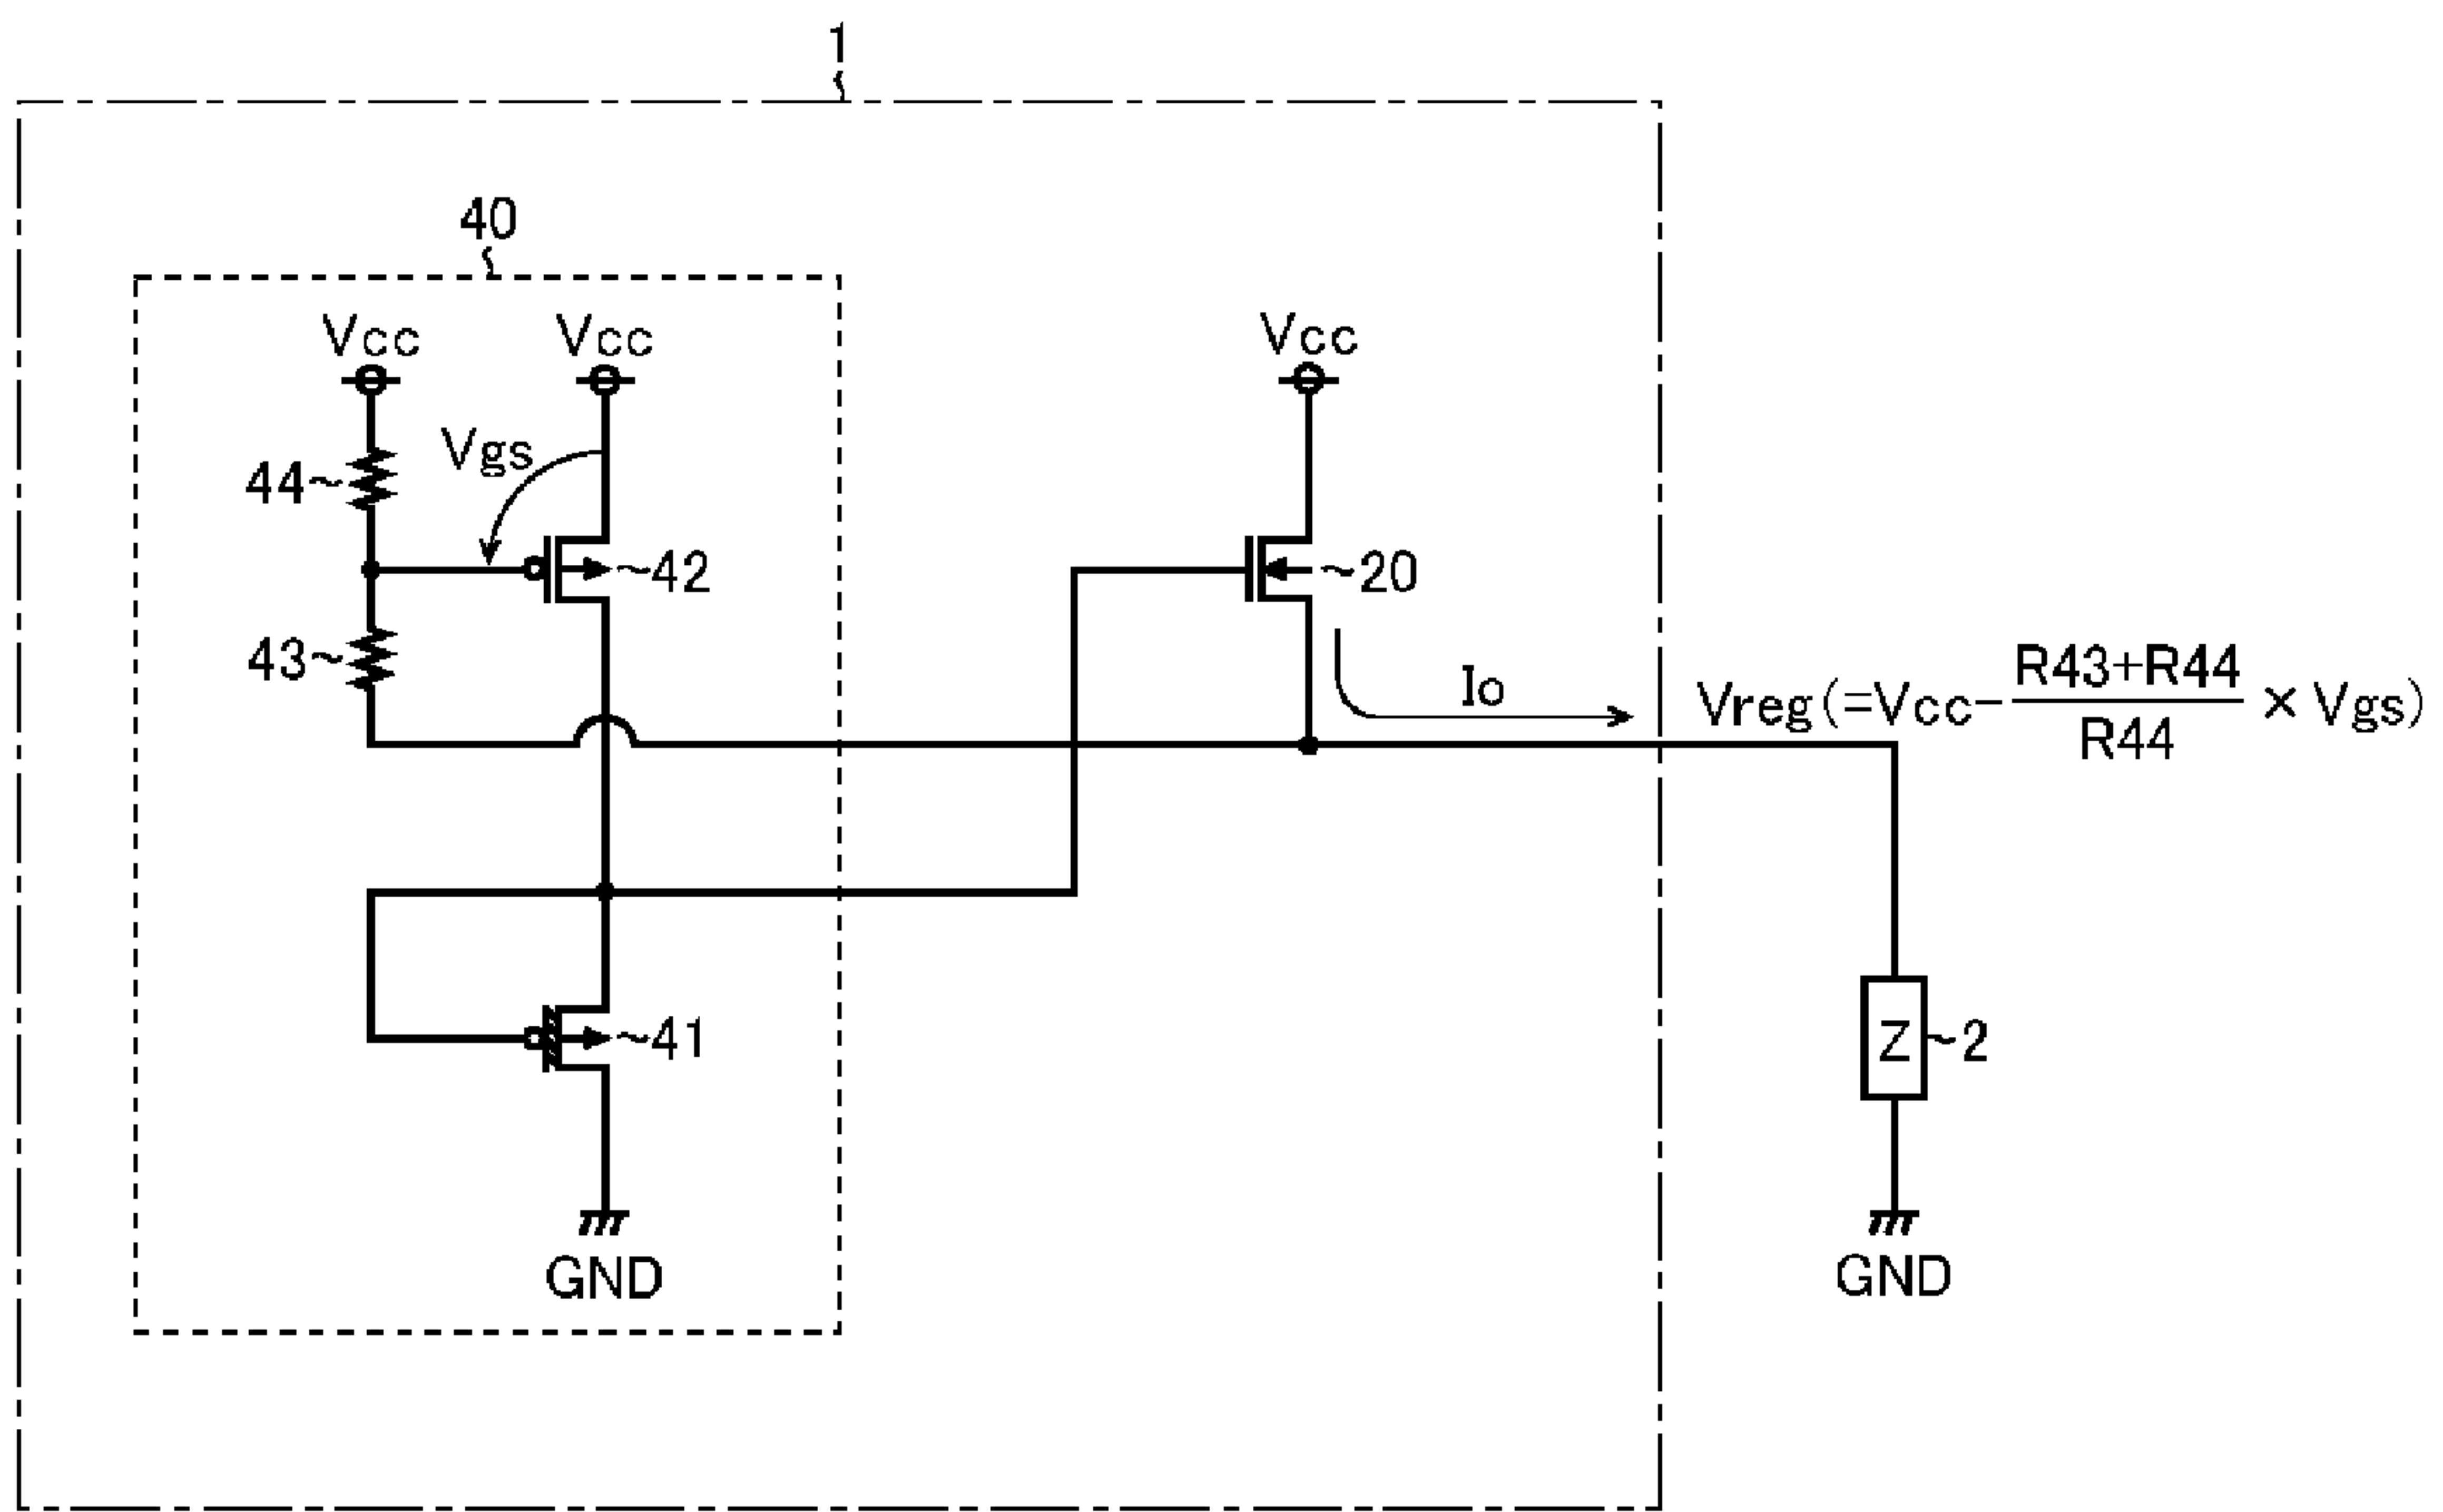 1
40
Vcc Vcc Vcc
Vgs
44~
~42
~20
43~
Io
Vreg(=Vcc-R43+R44/R44 × Vgs)
~41
Z ~2
GND
GND